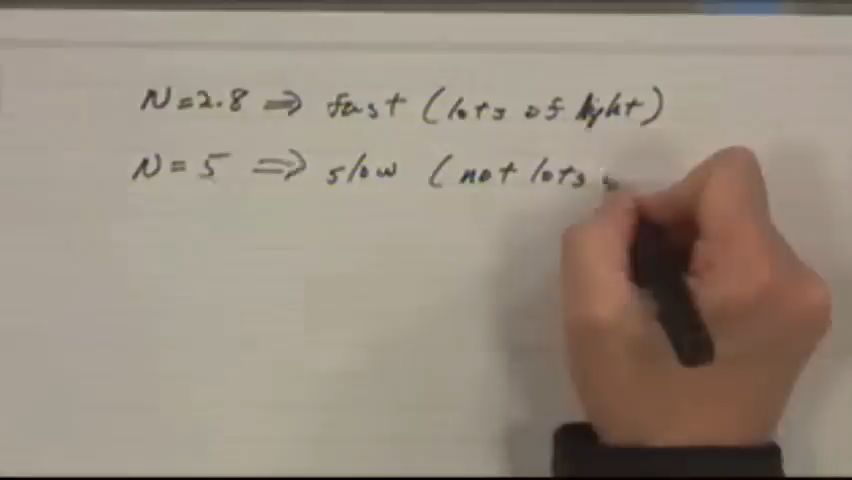 N=2.8 ⇒ fast (lots of light)
N=5 ⇒ slow (not lots